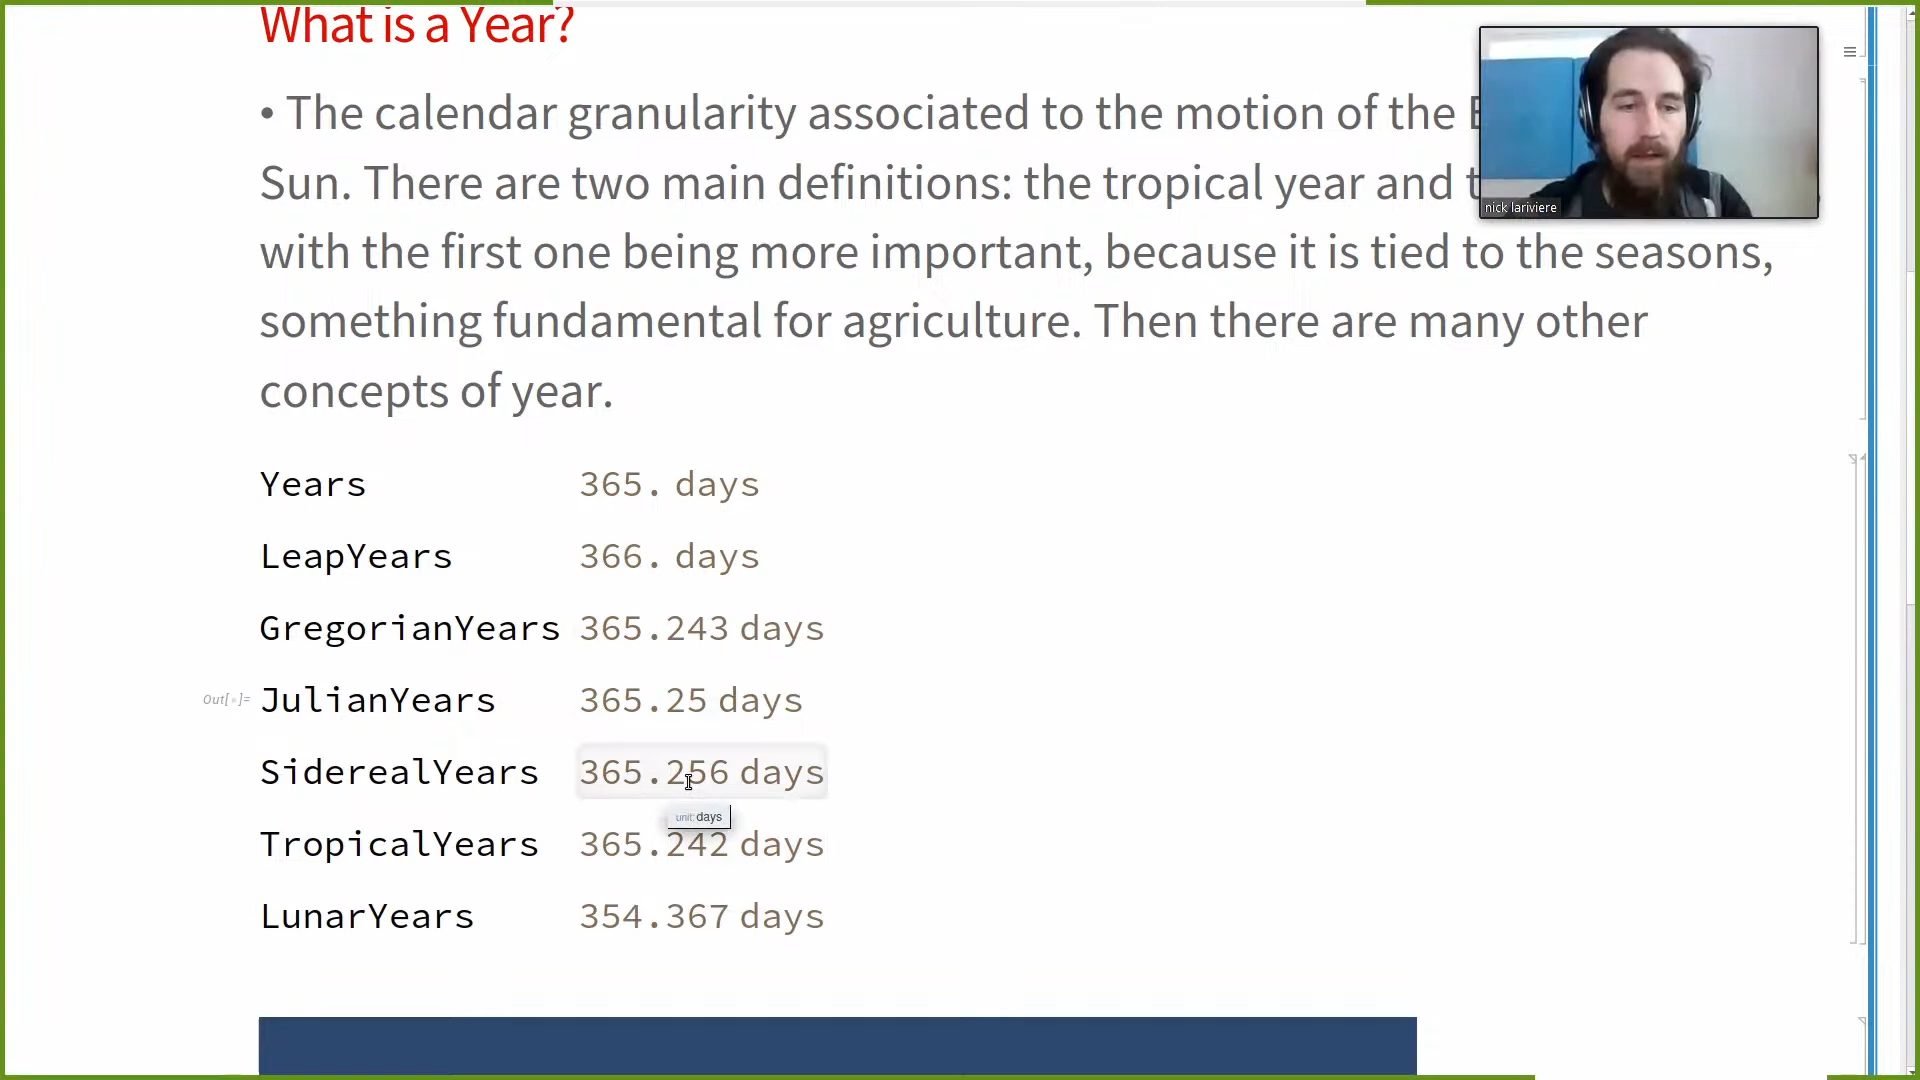 What is a Year?
• The calendar granularity associated to the motion of the
Sun. There are two main definitions: the tropical year and
with the first one being more important, because it is tied to the seasons,
something fundamental for agriculture. Then there are many other
concepts of year.
nick lariviere
Years 365. days
LeapYears 366. days
GregorianYears 365.243 days
Out[•]= JulianYears 365.25 days
SiderealYears 365.256 days
unit: days
TropicalYears 365.242 days
LunarYears 354.367 days